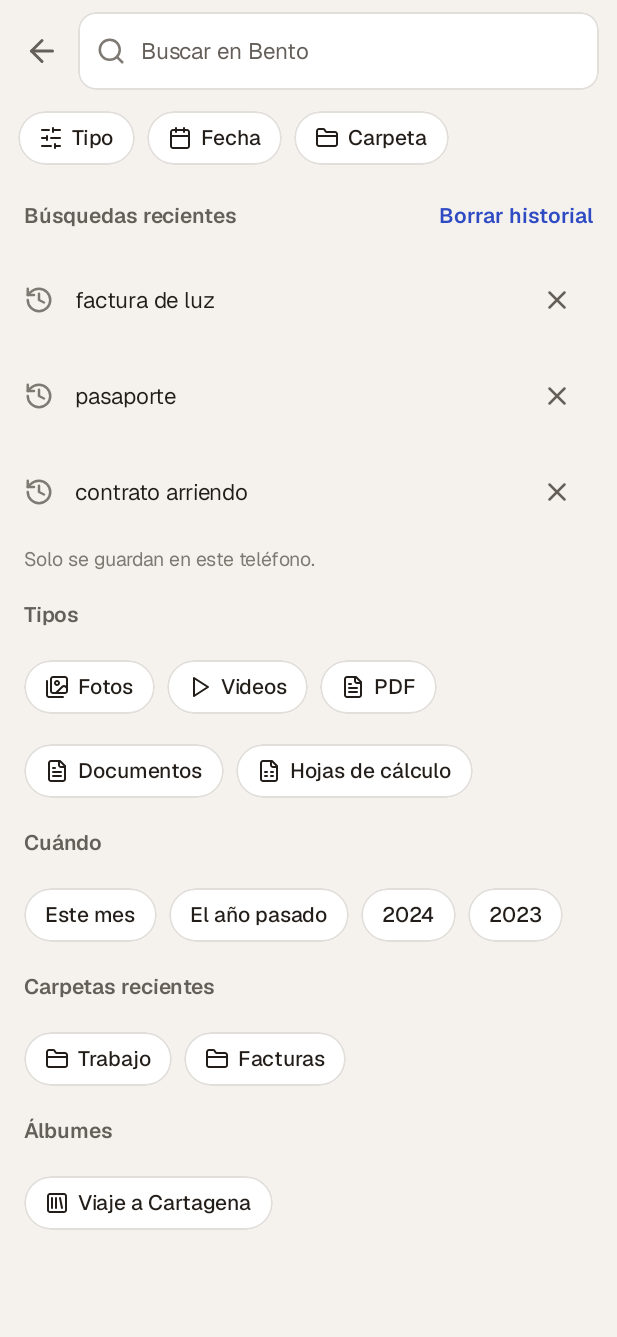 Buscar en Bento
Tipo Fecha Carpeta
Búsquedas recientes Borrar historial
factura de luz
pasaporte
contrato arriendo
Solo se guardan en este teléfono.
Tipos
Fotos Videos PDF
Documentos Hojas de cálculo
Cuándo
Este mes El año pasado 2024 2023
Carpetas recientes
Trabajo Facturas
Álbumes
Viaje a Cartagena